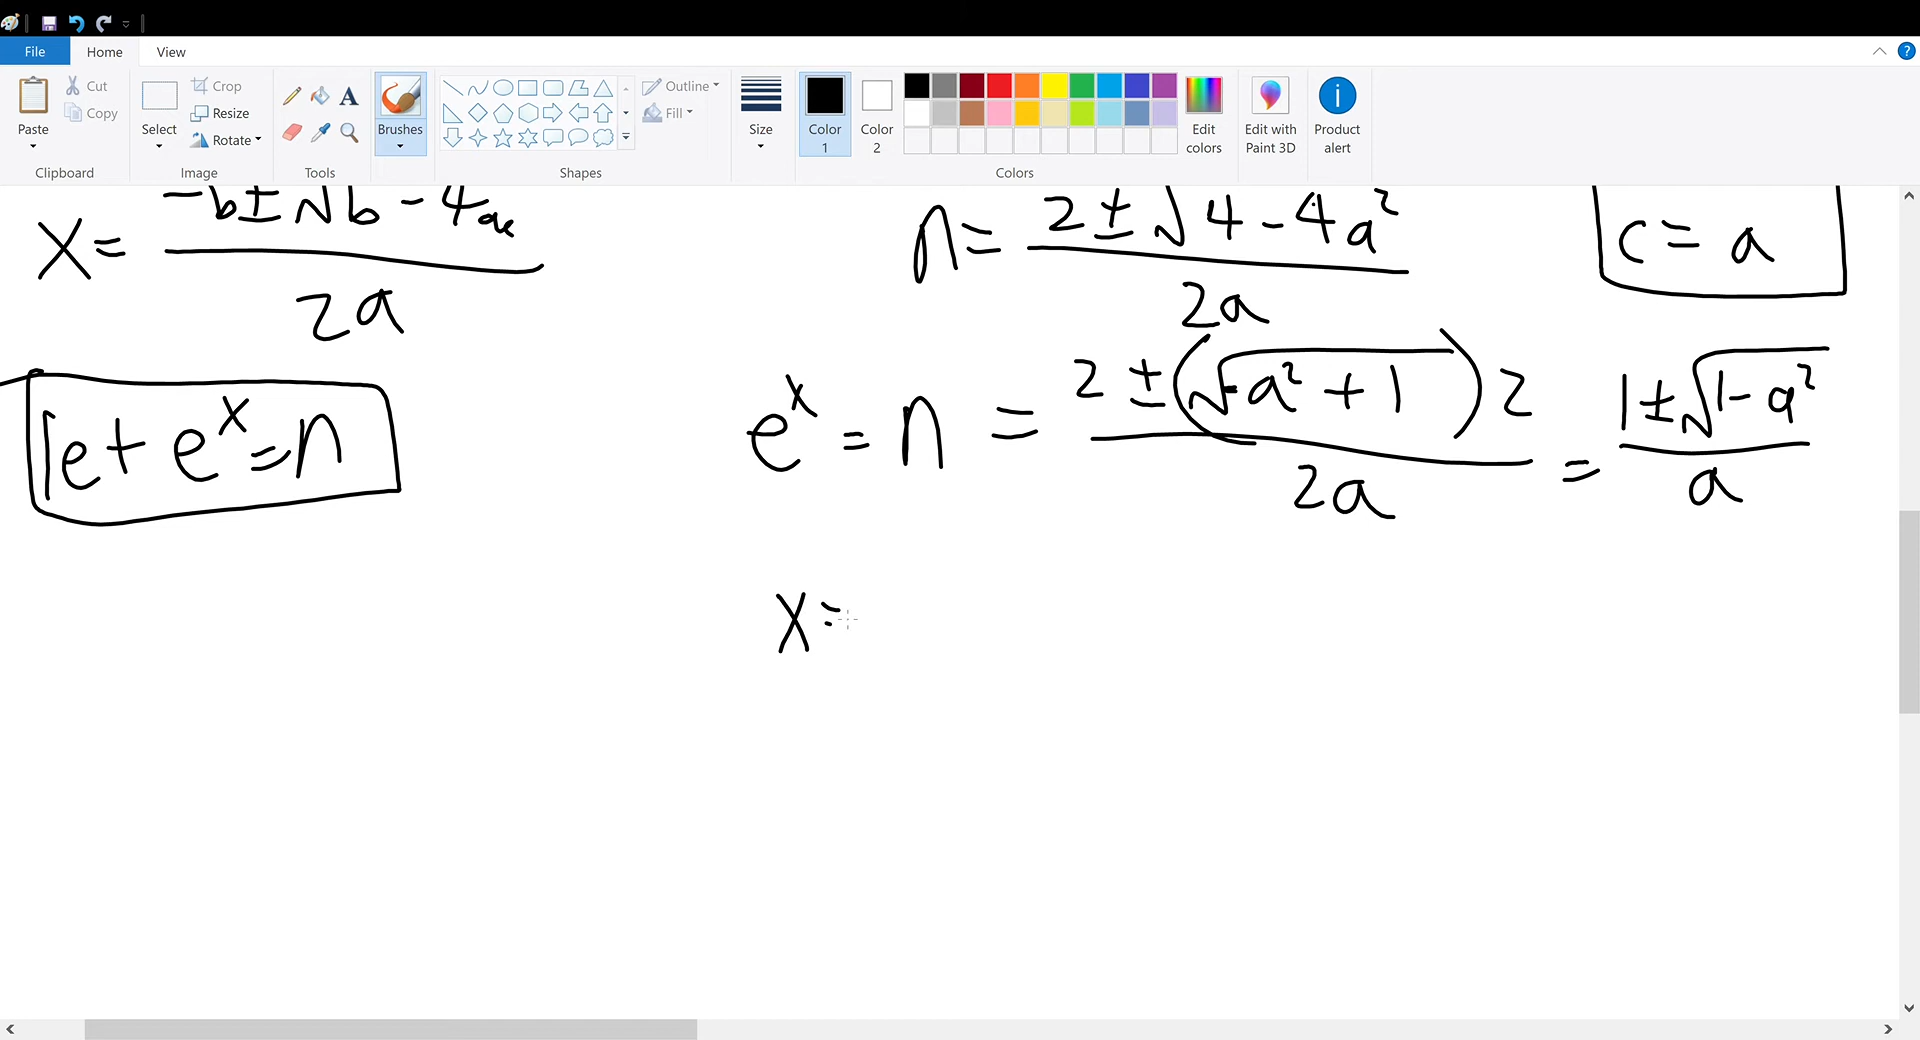 File Home View
Paste Cut Copy Clipboard
Select Crop Resize Rotate Image
Tools
Brushes
Outline Fill Shapes
Size
Color 1 Color 2 Edit colors Colors
Edit with Paint 3D
Product alert
x = (-b ± √b - 4ac) / 2a
let e^x = n
n = (2 ± √4 - 4a²) / 2a
c = a
e^x = n = (2 ± (√-a² + 1) 2) / 2a = (1 ± √1 - a²) / a
x =